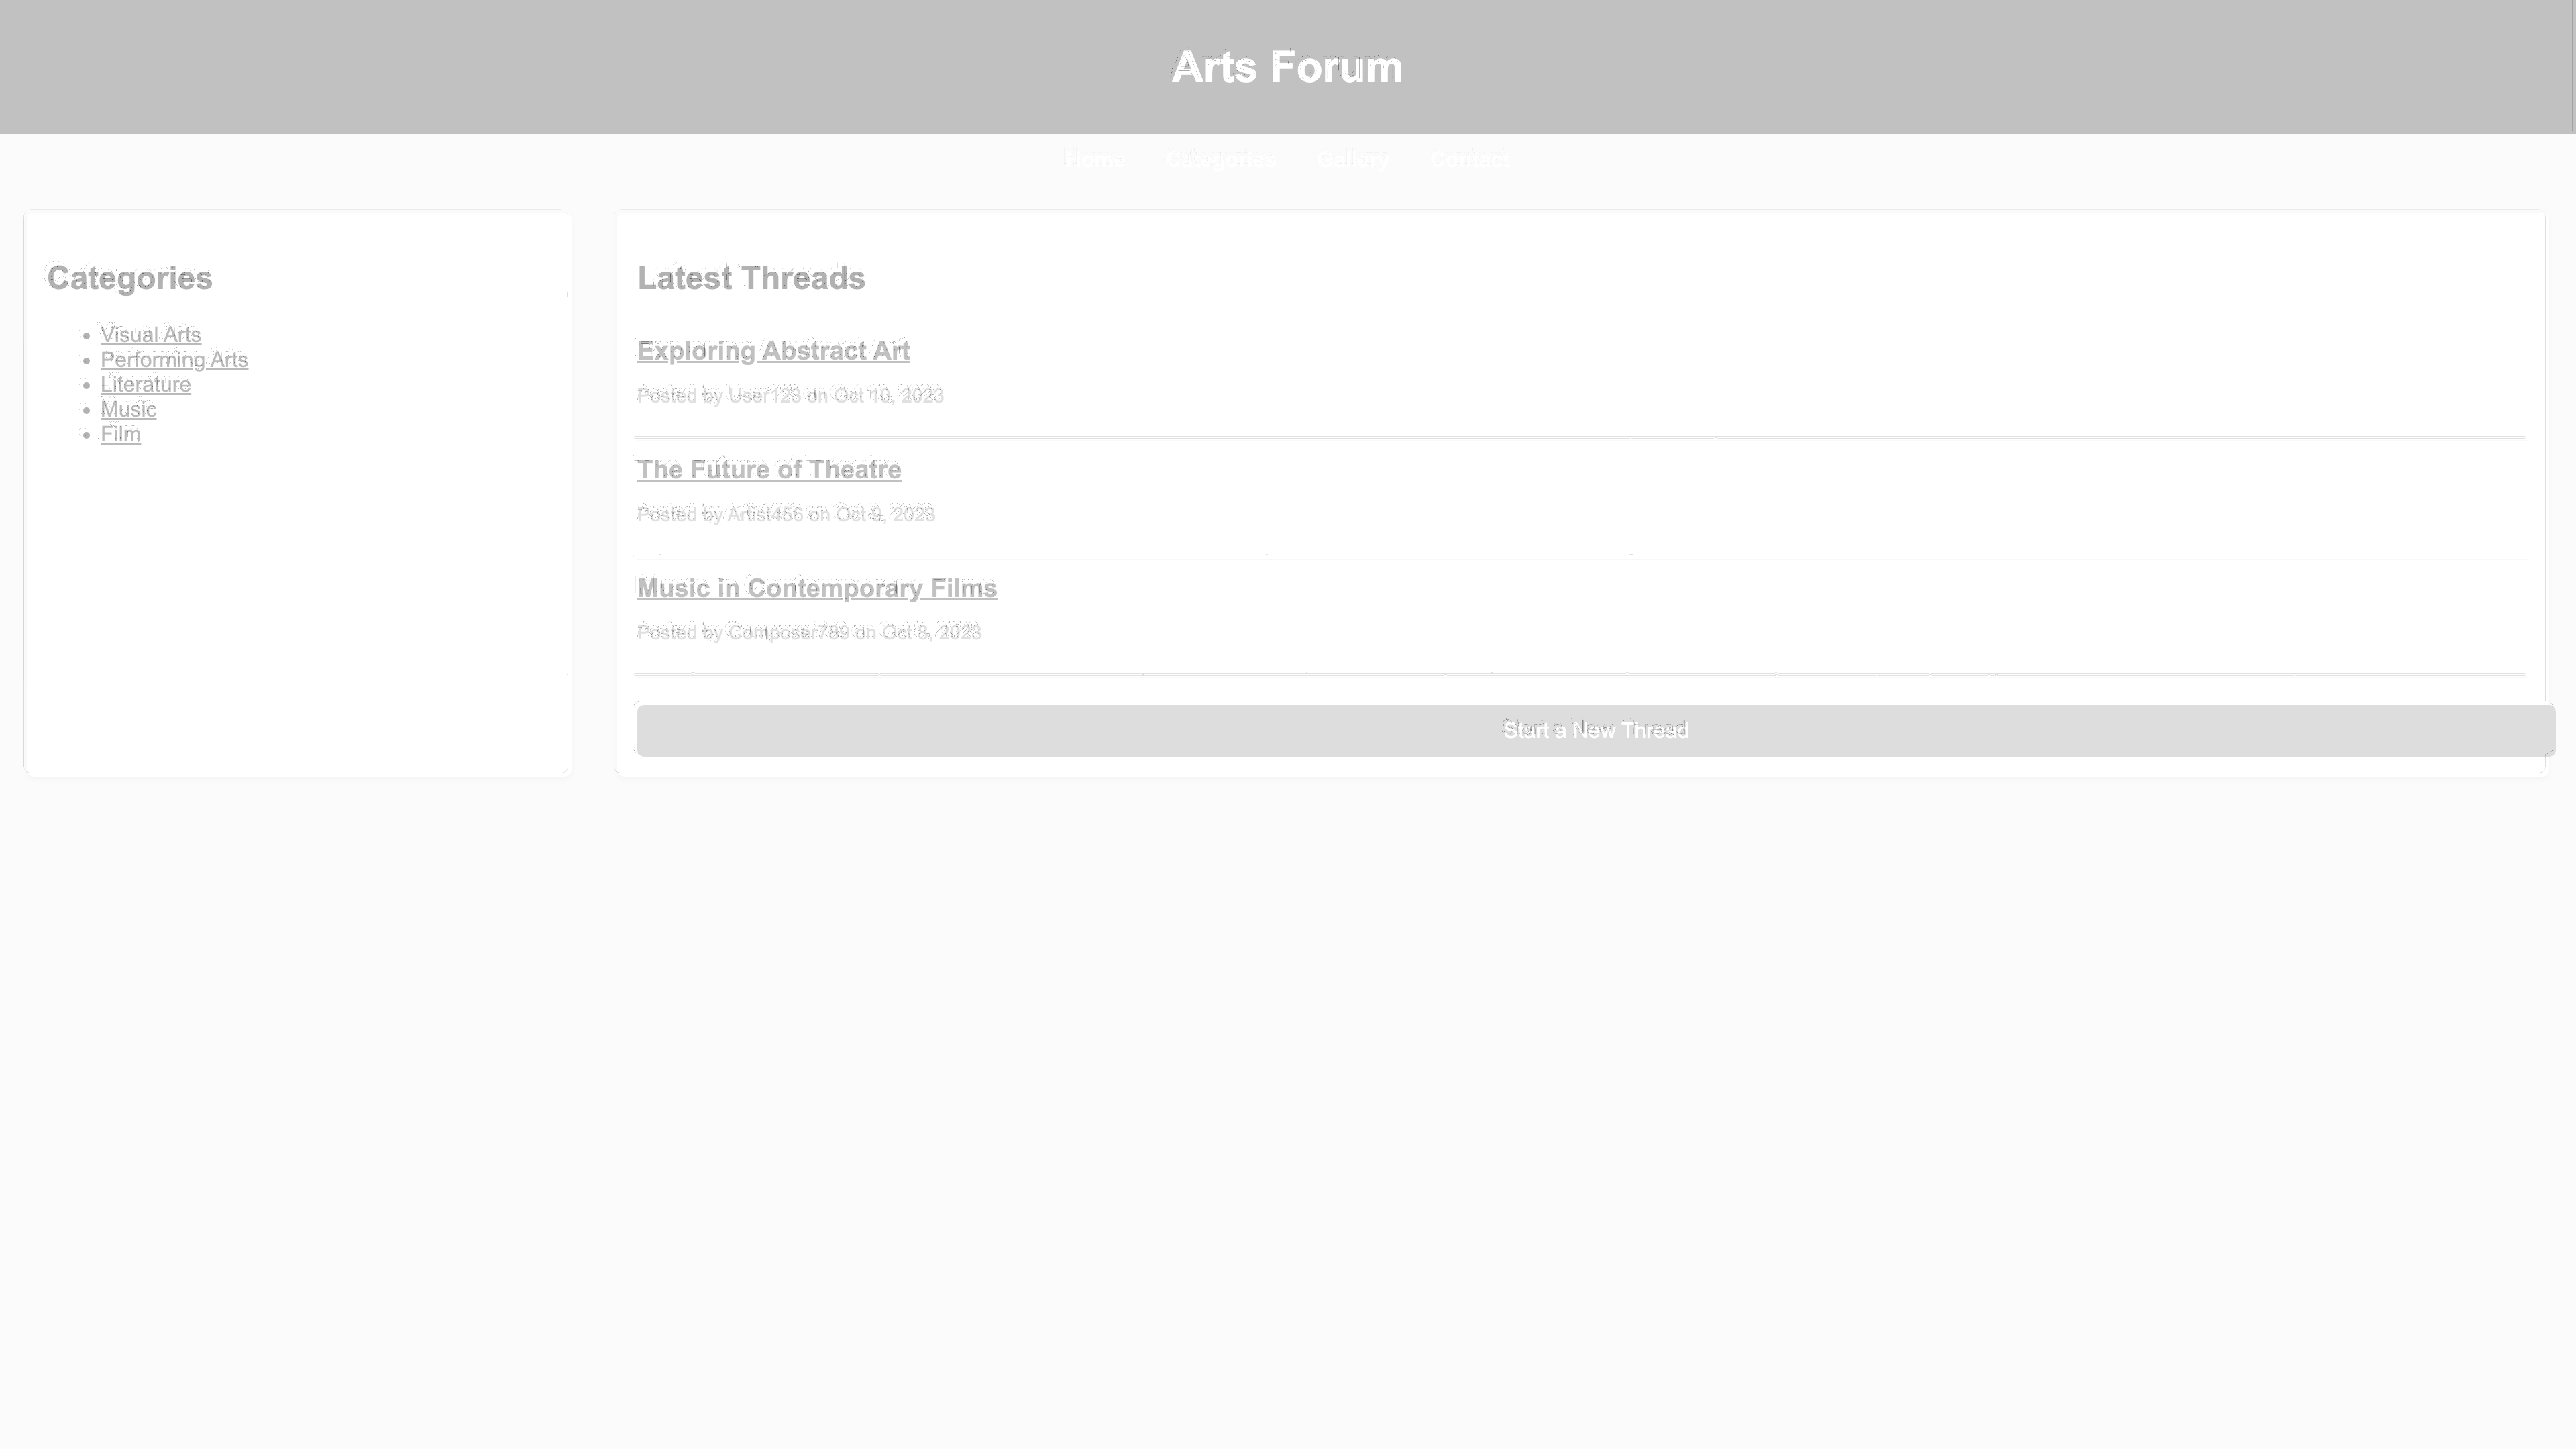 Arts Forum
Home Categories Gallery Contact
Categories
Visual Arts
Performing Arts
Literature
Music
Film
Latest Threads
Exploring Abstract Art
Posted by User123 on Oct 10, 2023
The Future of Theatre
Posted by Artist456 on Oct 9, 2023
Music in Contemporary Films
Posted by Composer789 on Oct 8, 2023
Start a New Thread